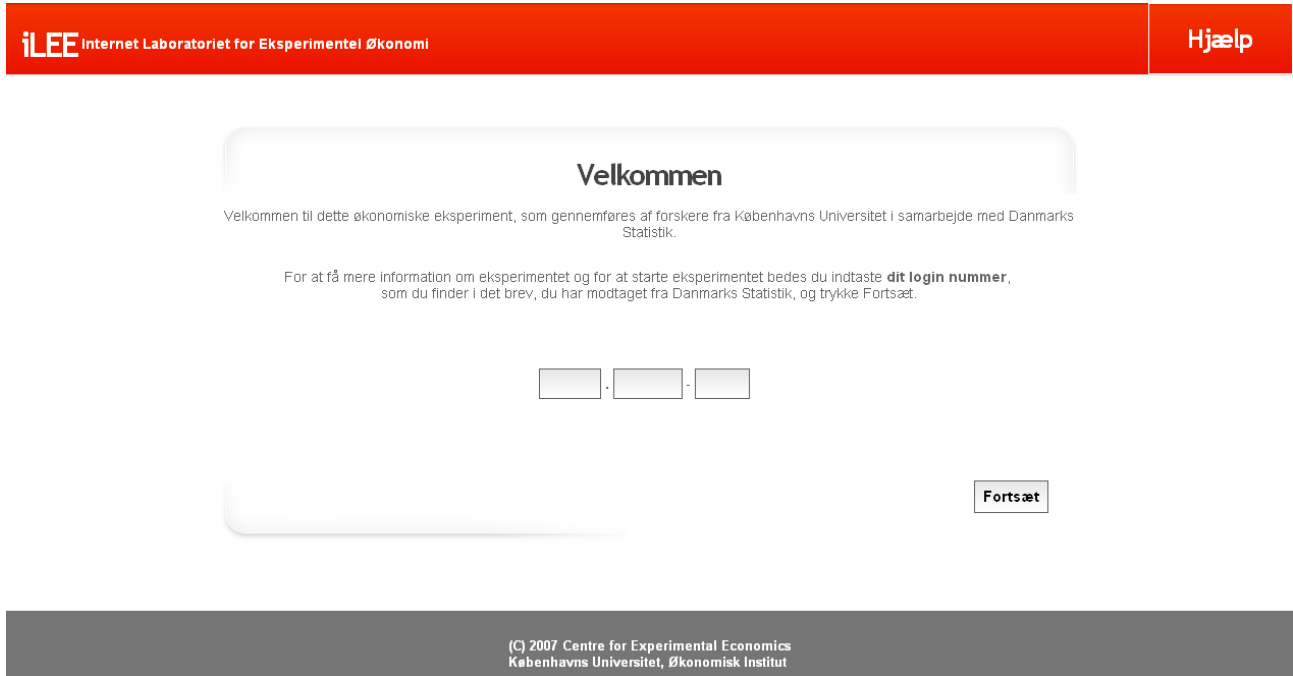 iLEE Internet Laboratoriet for Eksperimentel Økonomi
Hjælp
Velkommen
Velkommen til dette økonomiske eksperiment, som gennemføres af forskere fra Københavns Universitet i samarbejde med Danmarks
Statistik.
For at få mere information om eksperimentet og for at starte eksperimentet bedes du indtaste dit login nummer,
som du finder i det brev, du har modtaget fra Danmarks Statistik, og trykke Fortsæt.
. -
Fortsæt
(C) 2007 Centre for Experimental Economics
Københavns Universitet, Økonomisk Institut